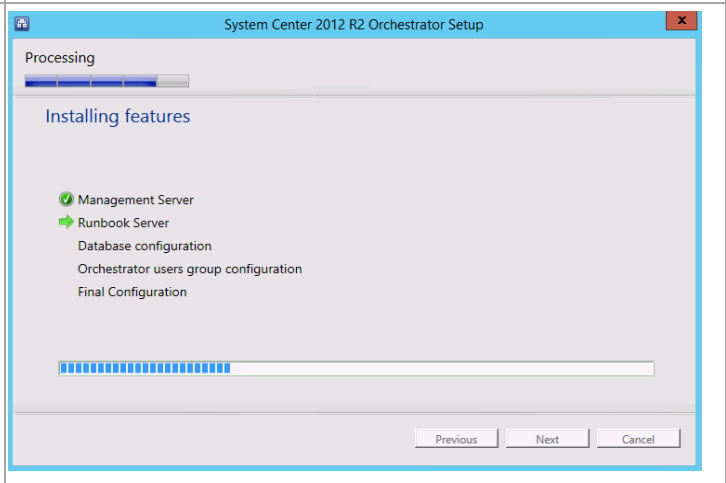 System Center 2012 R2 Orchestrator Setup
x
Processing
Installing features
Management Server
Runbook Server
Database configuration
Orchestrator users group configuration
Final Configuration
Previous Next Cancel